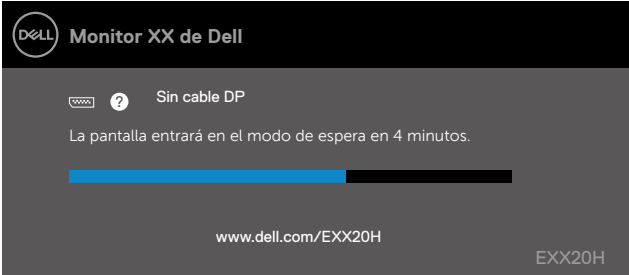 DELL
Monitor XX de Dell
Sin cable DP
?
La pantalla entrará en el modo de espera en 4 minutos.
www.dell.com/EXX20H
EXX20H